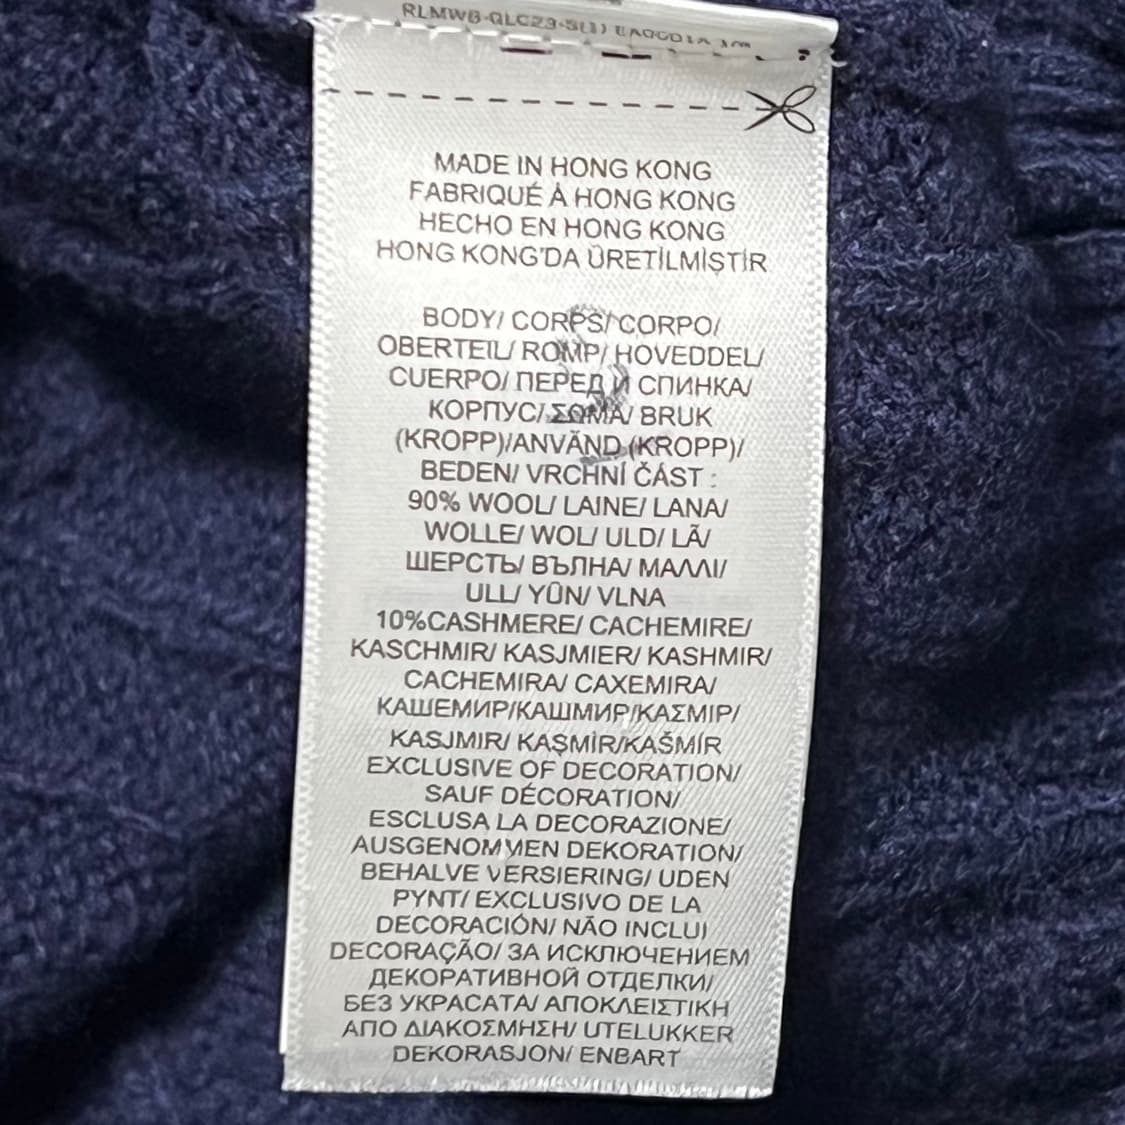 RLMWB-GLC23-S(1)
MADE IN HONG KONG
FABRIQUÉ À HONG KONG
HECHO EN HONG KONG
HONG KONG'DA ÜRETİLMİŞTİR
BODY/ CORPS/ CORPO/
OBERTEIL/ ROMP/ HOVEDDEL/
CUERPO/ ПЕРЕД И СПИНКА/
КОРПУС/ ΣΩΜΑ/ BRUK
(KROPP)/ANVÄND (KROPP)/
BEDEN/ VRCHNÍ ČÁST :
90% WOOL/ LAINE/ LANA/
WOLLE/ WOL/ ULD/ LÃ/
ШЕРСТЬ/ ВЪЛНА/ ΜΑΛΛΙ/
ULL/ YÜN/ VLNA
10%CASHMERE/ CACHEMIRE/
KASCHMIR/ KASJMIER/ KASHMIR/
CACHEMIRA/ CAXEMIRA/
КАШЕМИР/КАШМИР/ΚΑΣΜΙΡ/
KASJMIR/ KAŞMİR/KAŠMÍR
EXCLUSIVE OF DECORATION/
SAUF DÉCORATION/
ESCLUSA LA DECORAZIONE/
AUSGENOMMEN DEKORATION/
BEHALVE VERSIERING/ UDEN
PYNT/ EXCLUSIVO DE LA
DECORACIÓN/ NÃO INCLUI
DECORAÇÃO/ ЗА ИСКЛЮЧЕНИЕМ
ДЕКОРАТИВНОЙ ОТДЕЛКИ/
БЕЗ УКРАСАТА/ ΑΠΟΚΛΕΙΣΤΙΚΗ
ΑΠΟ ΔΙΑΚΟΣΜΗΣΗ/ UTELUKKER
DEKORASJON/ ENBART